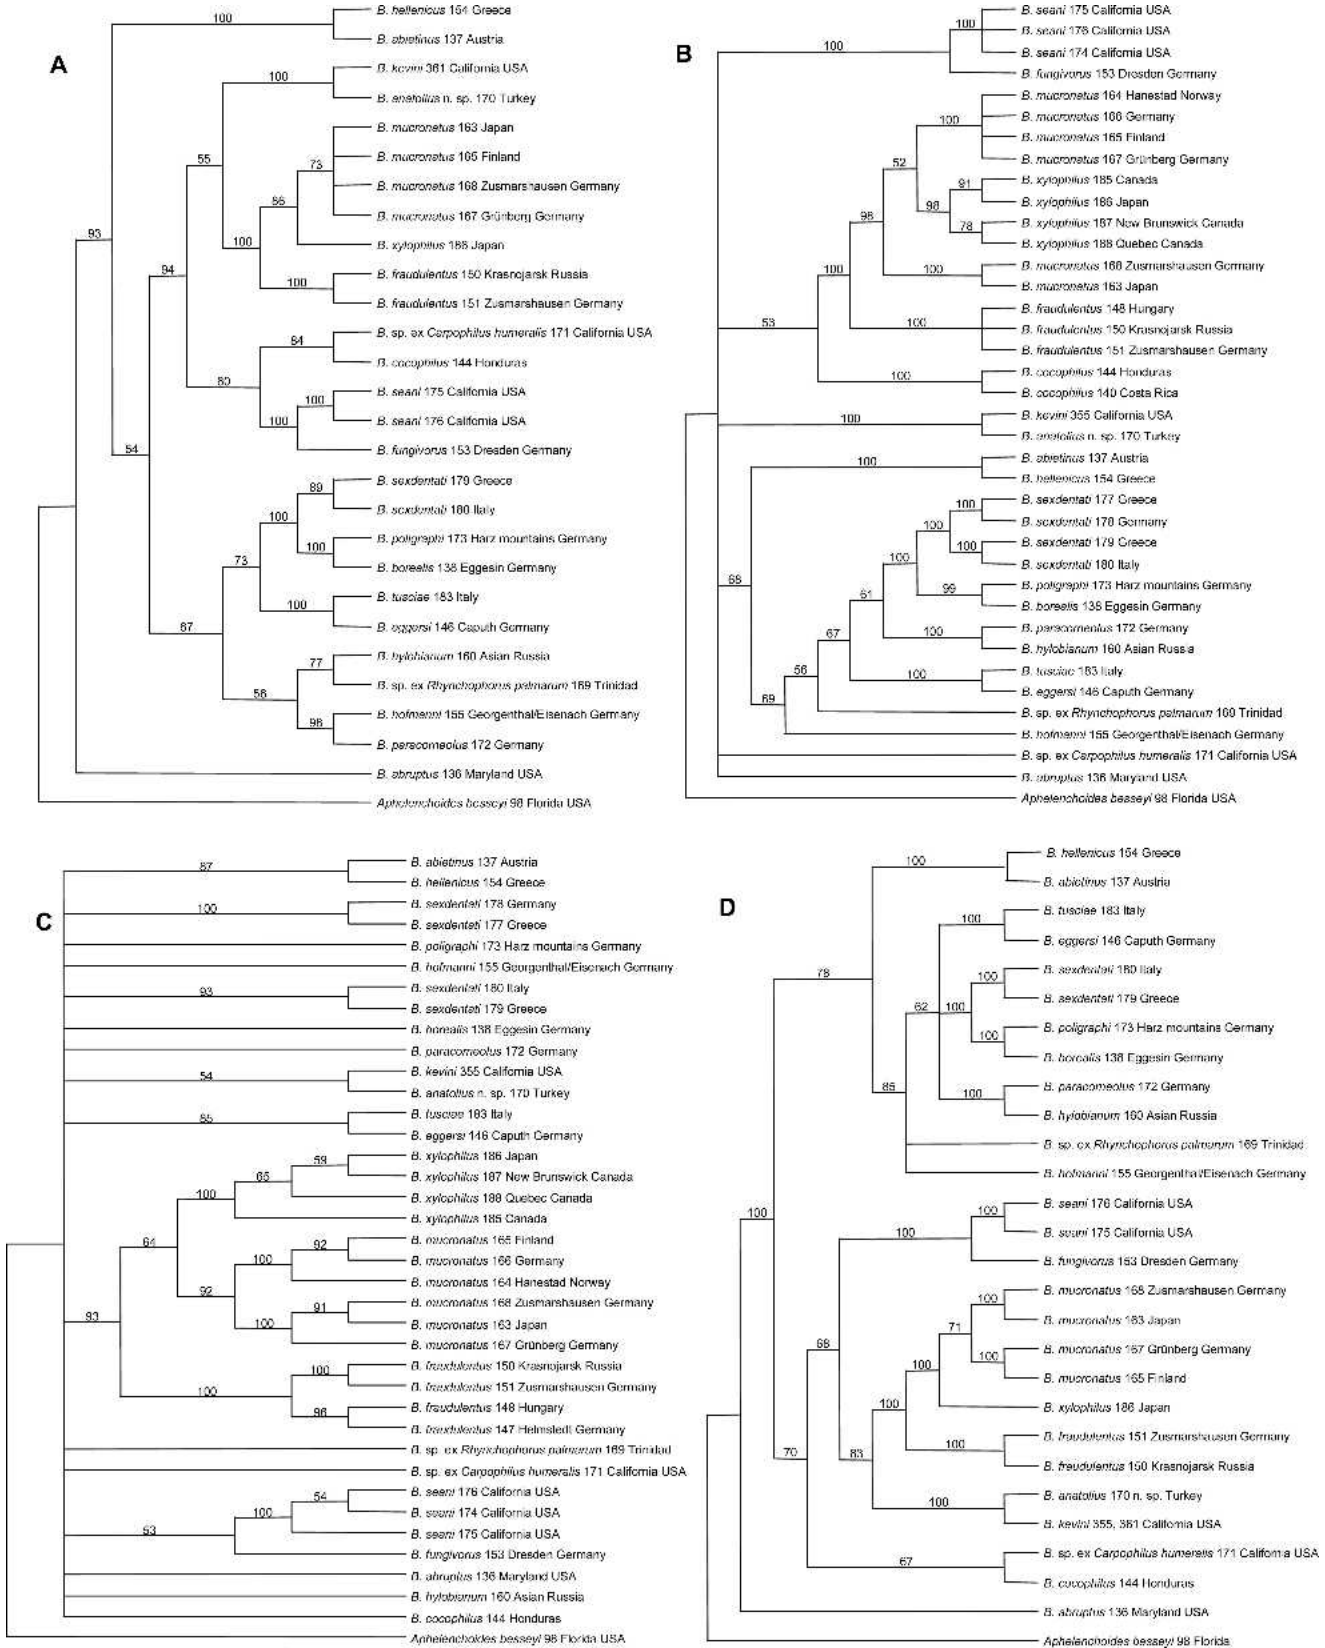 A
100
B. hellenicus 154 Greece
B. abietinus 137 Austria
100
B. kevini 361 California USA
B. anatolius n. sp. 170 Turkey
B. mucronatus 163 Japan
55
73
B. mucronatus 165 Finland
B. mucronatus 168 Zusmarshausen Germany
86
B. mucronatus 167 Grünberg Germany
93
100
B. xylophilus 186 Japan
94
B. fraudulentus 150 Krasnojarsk Russia
100
B. fraudulentus 151 Zusmarshausen Germany
B. sp. ex Carpophilus humeralis 171 California USA
84
B. cocophilus 144 Honduras
80
B. seani 175 California USA
100
B. seani 176 California USA
100
54
B. fungivorus 153 Dresden Germany
B. sexdentati 179 Greece
89
B. sexdentati 180 Italy
100
B. poligraphi 173 Harz mountains Germany
100
73
B. borealis 138 Eggesin Germany
B. tusciae 183 Italy
100
67
B. eggersi 146 Caputh Germany
B. hylobianum 160 Asian Russia
77
B. sp. ex Rhynchophorus palmarum 169 Trinidad
56
B. hofmanni 155 Georgenthal/Eisenach Germany
98
B. paracorneolus 172 Germany
B. abruptus 136 Maryland USA
Aphelenchoides besseyi 98 Florida USA
B
B. seani 175 California USA
100
B. seani 176 California USA
100
B. seani 174 California USA
B. fungivorus 153 Dresden Germany
B. mucronatus 164 Hanestad Norway
B. mucronatus 166 Germany
100
B. mucronatus 165 Finland
52
B. mucronatus 167 Grünberg Germany
B. xylophilus 185 Canada
91
B. xylophilus 186 Japan
98
98
B. xylophilus 187 New Brunswick Canada
78
B. xylophilus 188 Quebec Canada
B. mucronatus 168 Zusmarshausen Germany
100
100
B. mucronatus 163 Japan
B. fraudulentus 148 Hungary
53
100
B. fraudulentus 150 Krasnojarsk Russia
B. fraudulentus 151 Zusmarshausen Germany
B. cocophilus 144 Honduras
100
B. cocophilus 140 Costa Rica
B. kevini 355 California USA
100
B. anatolius n. sp. 170 Turkey
B. abietinus 137 Austria
100
B. hellenicus 154 Greece
B. sexdentati 177 Greece
100
B. sexdentati 178 Germany
100
B. sexdentati 179 Greece
100
100
B. sexdentati 180 Italy
68
B. poligraphi 173 Harz mountains Germany
99
61
B. borealis 138 Eggesin Germany
B. paracorneolus 172 Germany
67
100
B. hylobianum 160 Asian Russia
56
B. tusciae 183 Italy
100
B. eggersi 146 Caputh Germany
69
B. sp. ex Rhynchophorus palmarum 169 Trinidad
B. hofmanni 155 Georgenthal/Eisenach Germany
B. sp. ex Carpophilus humeralis 171 California USA
B. abruptus 136 Maryland USA
Aphelenchoides besseyi 98 Florida USA
C
B. abietinus 137 Austria
87
B. hellenicus 154 Greece
B. sexdentati 178 Germany
100
B. sexdentati 177 Greece
B. poligraphi 173 Harz mountains Germany
B. hofmanni 155 Georgenthal/Eisenach Germany
B. sexdentati 180 Italy
93
B. sexdentati 179 Greece
B. borealis 138 Eggesin Germany
B. paracorneolus 172 Germany
B. kevini 355 California USA
54
B. anatolius n. sp. 170 Turkey
B. tusciae 183 Italy
85
B. eggersi 146 Caputh Germany
B. xylophilus 186 Japan
59
B. xylophilus 187 New Brunswick Canada
65
B. xylophilus 188 Quebec Canada
100
B. xylophilus 185 Canada
64
B. mucronatus 165 Finland
92
B. mucronatus 166 Germany
100
B. mucronatus 164 Hanestad Norway
92
B. mucronatus 168 Zusmarshausen Germany
91
93
B. mucronatus 163 Japan
100
B. mucronatus 167 Grünberg Germany
B. fraudulentus 150 Krasnojarsk Russia
100
B. fraudulentus 151 Zusmarshausen Germany
100
B. fraudulentus 148 Hungary
96
B. fraudulentus 147 Helmstedt Germany
B. sp. ex Rhynchophorus palmarum 169 Trinidad
B. sp. ex Carpophilus humeralis 171 California USA
B. seani 176 California USA
54
B. seani 174 California USA
100
53
B. seani 175 California USA
B. fungivorus 153 Dresden Germany
B. abruptus 136 Maryland USA
B. hylobianum 160 Asian Russia
B. cocophilus 144 Honduras
Aphelenchoides besseyi 98 Florida USA
D
B. hellenicus 154 Greece
100
B. abietinus 137 Austria
B. tusciae 183 Italy
100
B. eggersi 146 Caputh Germany
78
B. sexdentati 180 Italy
100
B. sexdentati 179 Greece
62
100
B. poligraphi 173 Harz mountains Germany
100
B. borealis 138 Eggesin Germany
85
B. paracorneolus 172 Germany
100
B. hylobianum 160 Asian Russia
B. sp. ex Rhynchophorus palmarum 169 Trinidad
B. hofmanni 155 Georgenthal/Eisenach Germany
B. seani 176 California USA
100
100
B. seani 175 California USA
100
B. fungivorus 153 Dresden Germany
B. mucronatus 168 Zusmarshausen Germany
100
B. mucronatus 163 Japan
71
68
B. mucronatus 167 Grünberg Germany
100
100
B. mucronatus 165 Finland
100
B. xylophilus 186 Japan
B. fraudulentus 151 Zusmarshausen Germany
100
70
83
B. fraudulentus 150 Krasnojarsk Russia
B. anatolius 170 n. sp. Turkey
100
B. kevini 355, 361 California USA
B. sp. ex Carpophilus humeralis 171 California USA
67
B. cocophilus 144 Honduras
B. abruptus 136 Maryland USA
Aphelenchoides besseyi 98 Florida